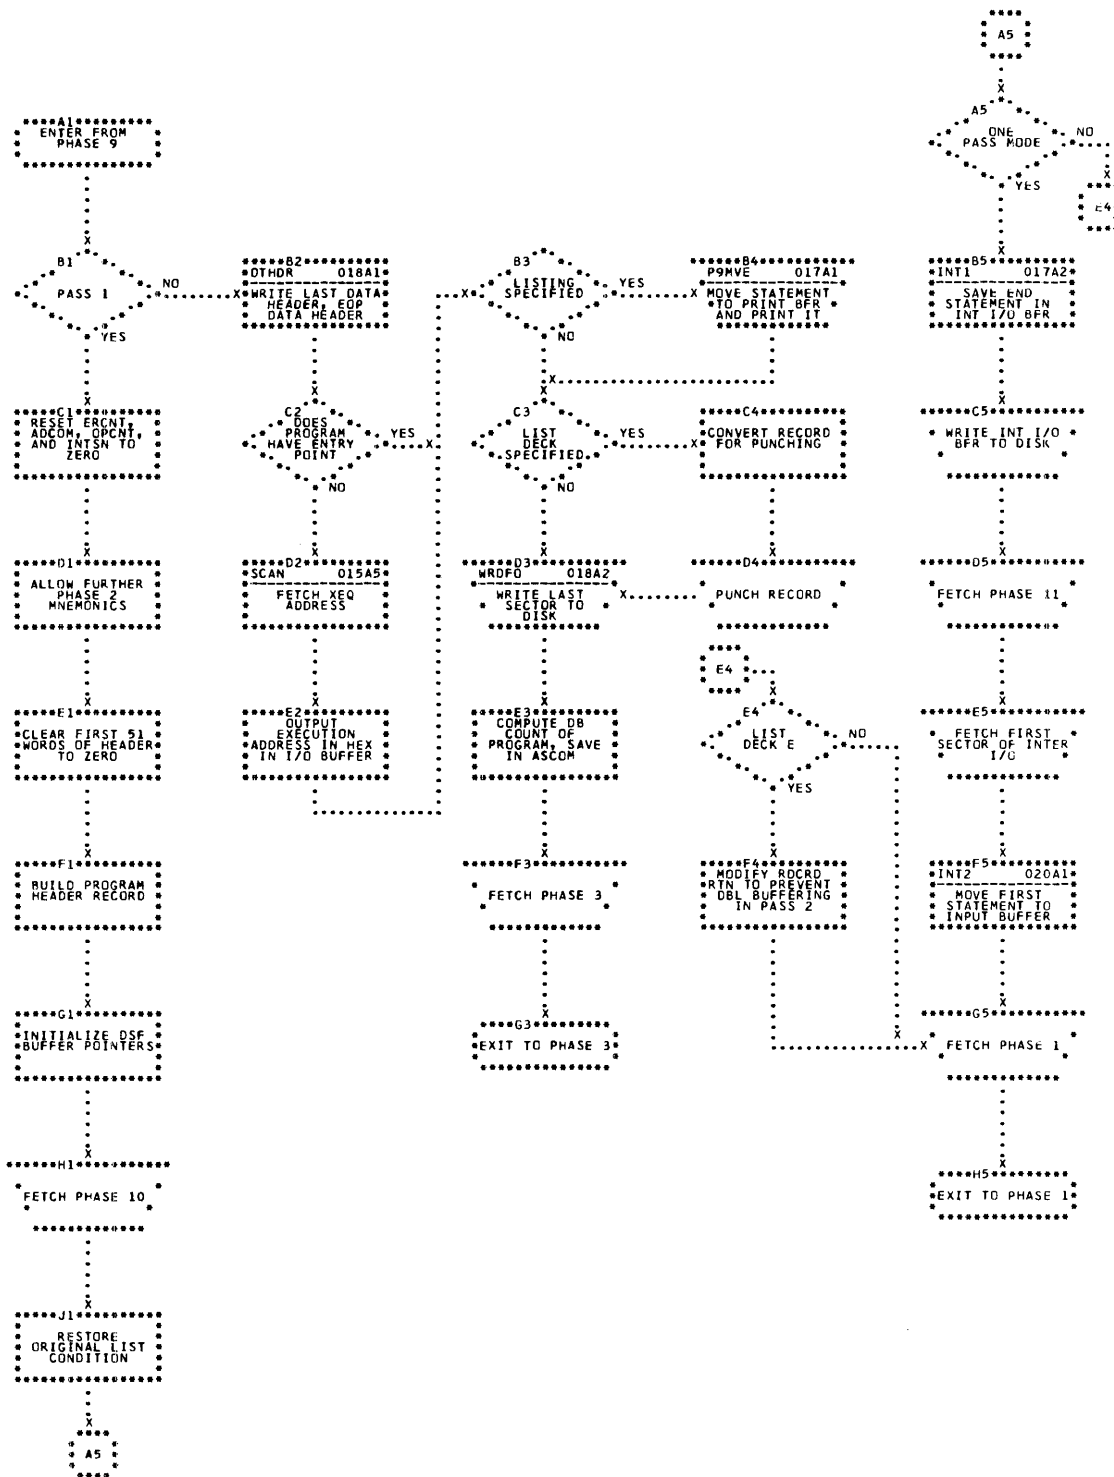 A1
ENTER FROM
PHASE 9
B1
PASS 1
NO
YES
C1
RESET ERCNT,
ADCOM, OPCNT,
AND INTSN TO
ZERO
D1
ALLOW FURTHER
PHASE 2
MNEMONICS
E1
CLEAR FIRST 51
WORDS OF HEADER
TO ZERO
F1
BUILD PROGRAM
HEADER RECORD
G1
INITIALIZE DSF
BUFFER POINTERS
H1
FETCH PHASE 10
J1
RESTORE
ORIGINAL LIST
CONDITION
A5
B2
OTHDR 018A1
WRITE LAST DATA
HEADER, EOP
DATA HEADER
C2
DOES
PROGRAM
HAVE ENTRY
POINT
YES
NO
D2
SCAN 015A5
FETCH XEQ
ADDRESS
E2
OUTPUT
EXECUTION
ADDRESS IN HEX
IN I/O BUFFER
B3
LISTING
SPECIFIED
YES
NO
C3
LIST
DECK
SPECIFIED
YES
NO
D3
WRDFO 018A2
WRITE LAST
SECTOR TO
DISK
E3
COMPUTE DB
COUNT OF
PROGRAM, SAVE
IN ASCOM
F3
FETCH PHASE 3
G3
EXIT TO PHASE 3
B4
P9MVE 017A1
MOVE STATEMENT
TO PRINT BFR
AND PRINT IT
C4
CONVERT RECORD
FOR PUNCHING
D4
PUNCH RECORD
E4
E4
LIST
DECK E
NO
YES
F4
MODIFY RDCRD
RTN TO PREVENT
DBL BUFFERING
IN PASS 2
A5
A5
ONE
PASS MODE
NO
YES
E4
B5
INT1 017A2
SAVE END
STATEMENT IN
INT I/O BFR
C5
WRITE INT I/O
BFR TO DISK
D5
FETCH PHASE 11
E5
FETCH FIRST
SECTOR OF INTER
I/O
F5
INT2 020A1
MOVE FIRST
STATEMENT TO
INPUT BUFFER
G5
FETCH PHASE 1
H5
EXIT TO PHASE 1